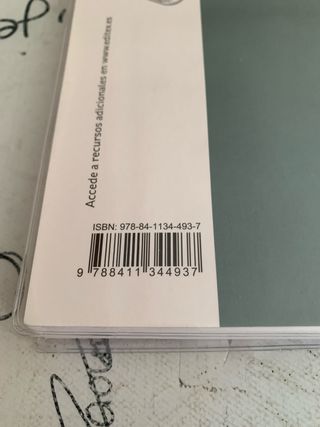 Accede a recursos adicionales en www.editex.es
ISBN: 978-84-1134-493-7
9 788411 344937